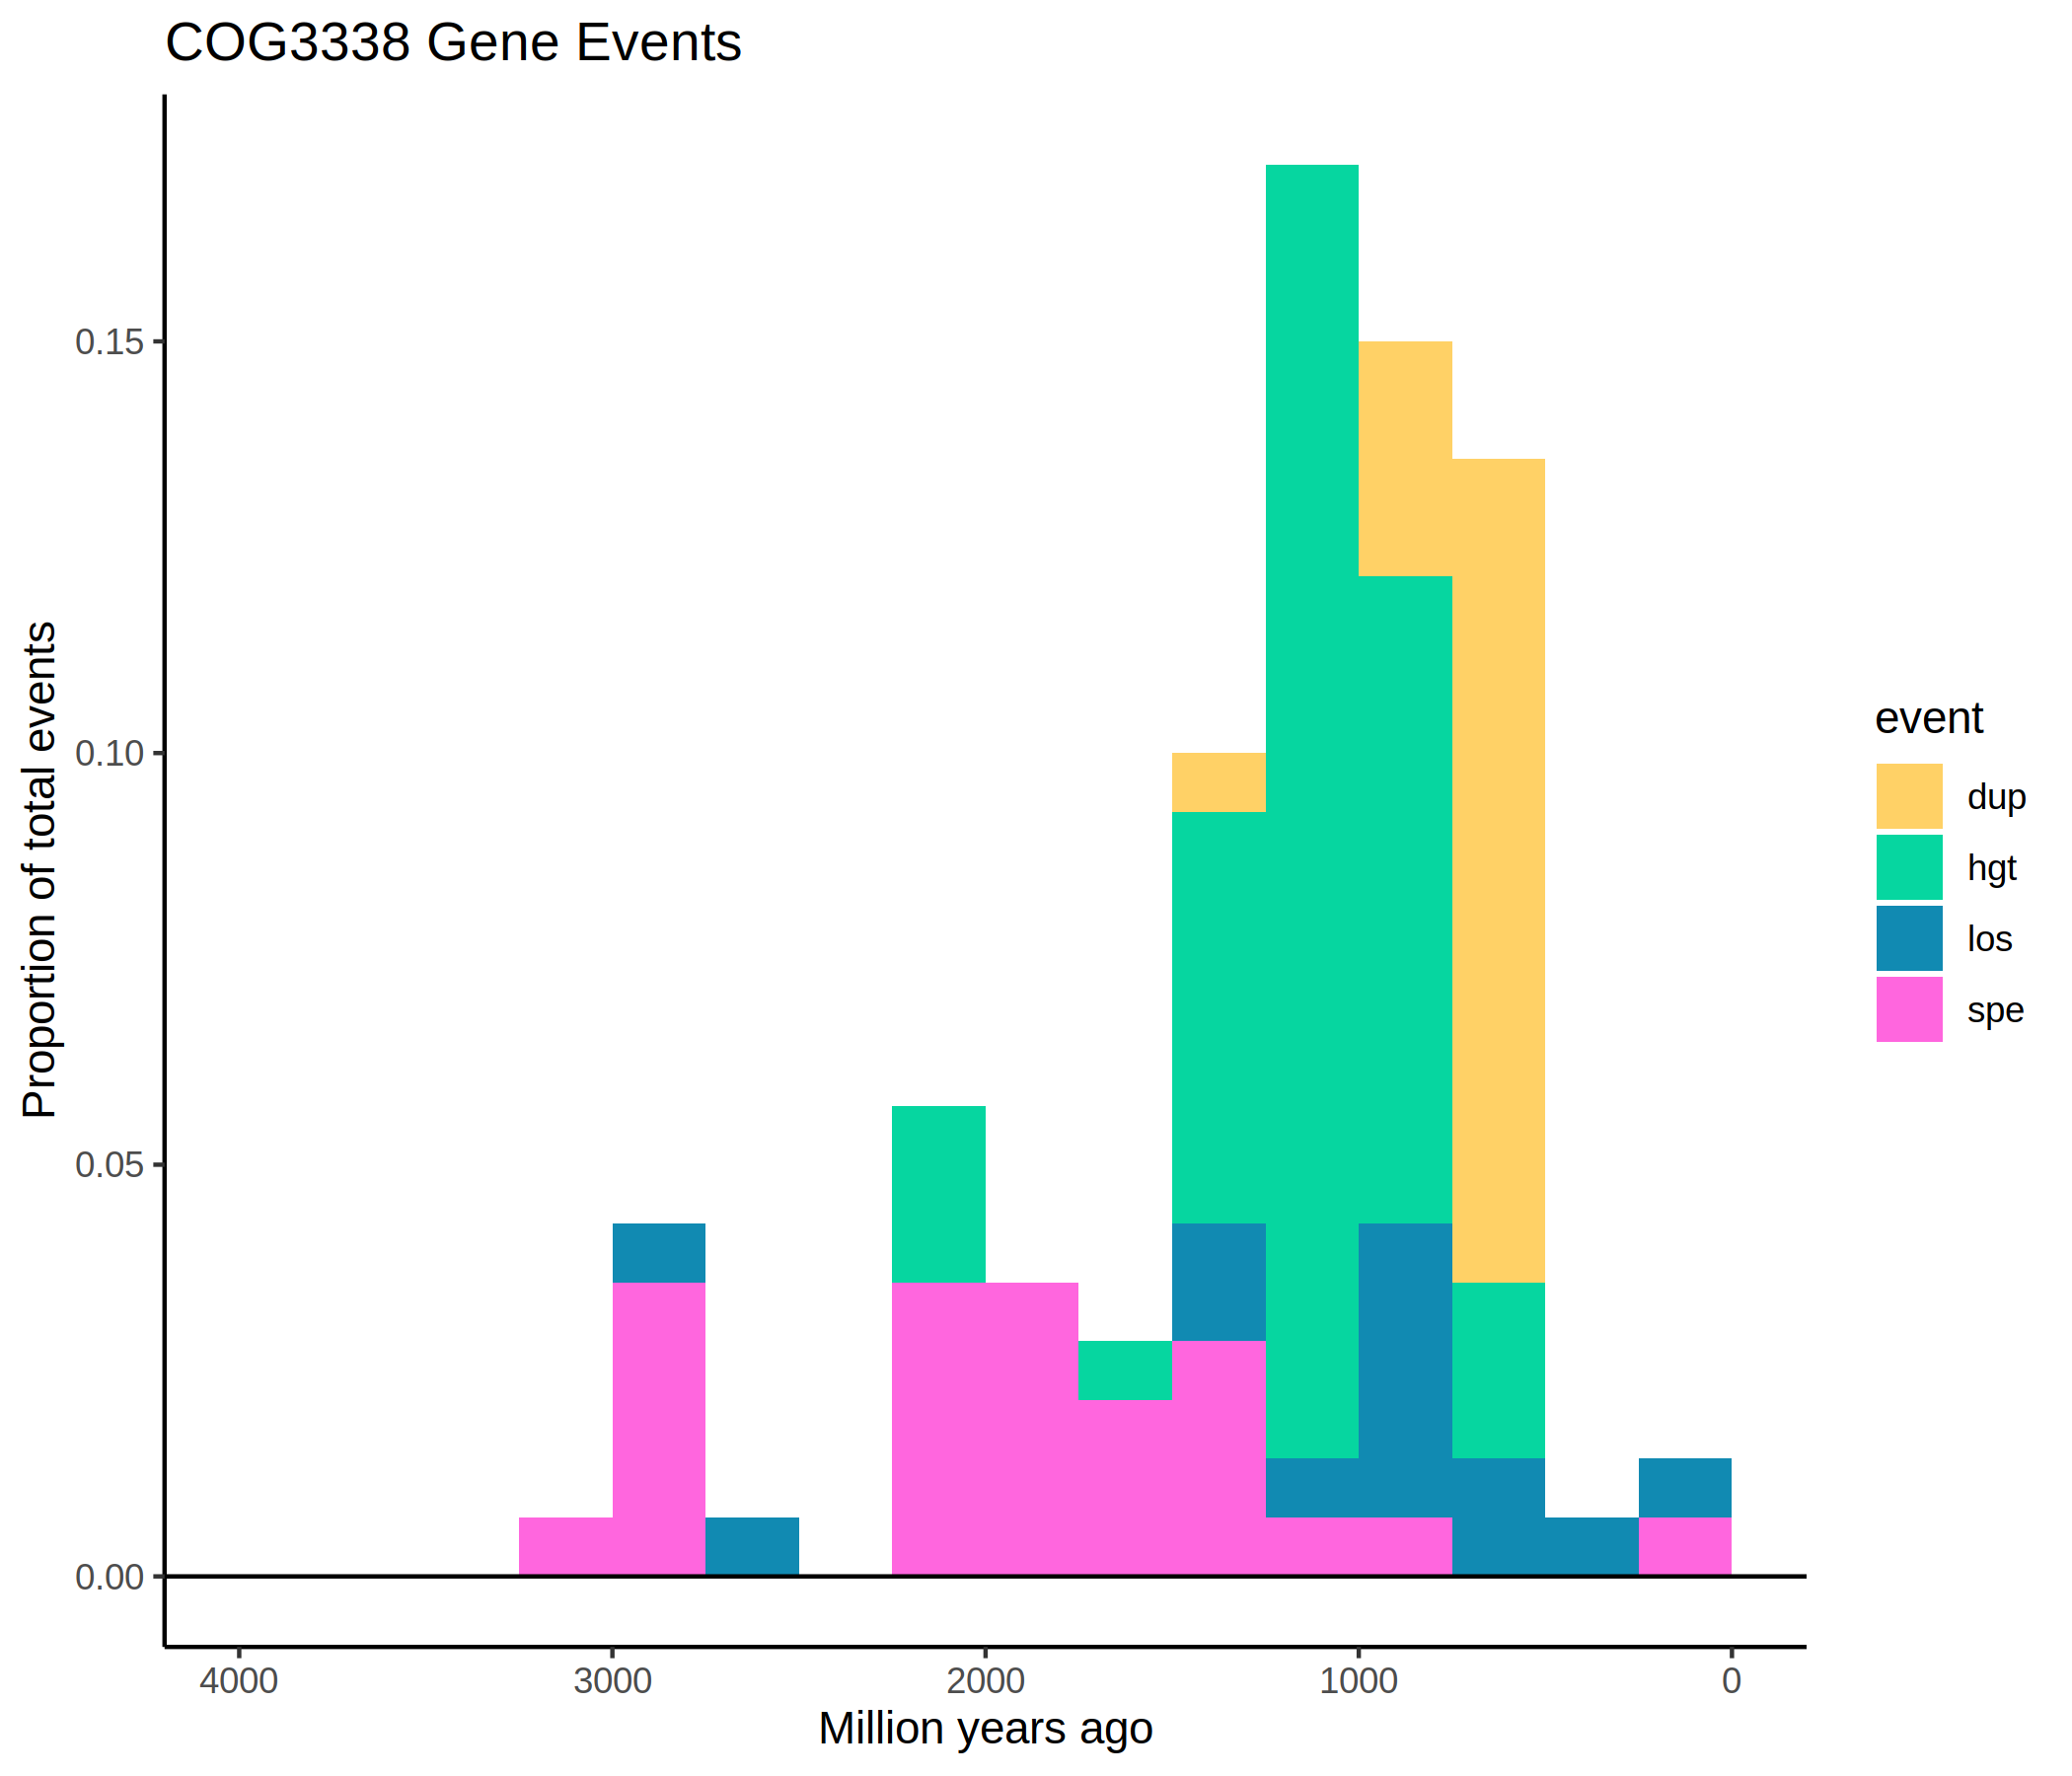 COG3338 Gene Events
Proportion of total events
0.15
0.10
0.05
0.00
4000 3000 2000 1000 0
Million years ago
event
dup
hgt
los
spe